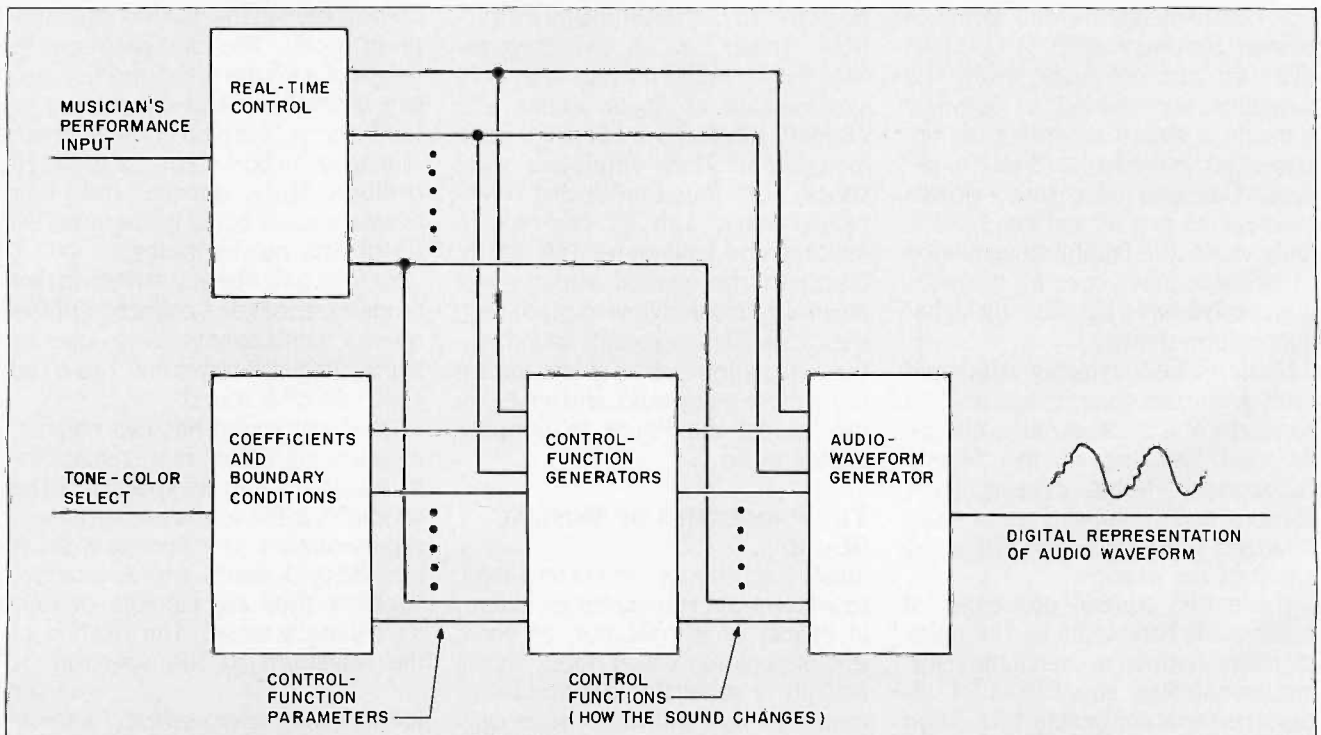 REAL-TIME
CONTROL
MUSICIAN'S
PERFORMANCE
INPUT
COEFFICIENTS
AND
BOUNDARY
CONDITIONS
TONE-COLOR
SELECT
CONTROL-
FUNCTION
GENERATORS
AUDIO-
WAVEFORM
GENERATOR
DIGITAL REPRESENTATION
OF AUDIO WAVEFORM
CONTROL-
FUNCTION
PARAMETERS
CONTROL
FUNCTIONS
(HOW THE SOUND CHANGES)